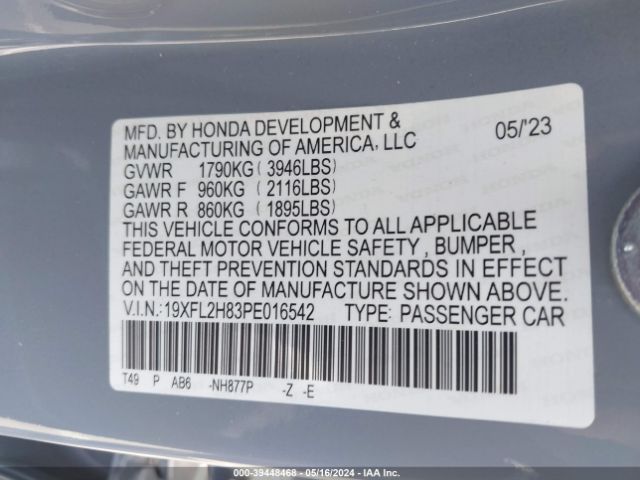 MFD. BY HONDA DEVELOPMENT &
MANUFACTURING OF AMERICA, LLC 05/'23
GVWR 1790KG (3946LBS)
GAWR F 960KG (2116LBS)
GAWR R 860KG (1895LBS)
THIS VEHICLE CONFORMS TO ALL APPLICABLE
FEDERAL MOTOR VEHICLE SAFETY, BUMPER,
AND THEFT PREVENTION STANDARDS IN EFFECT
ON THE DATE OF MANUFACTURE SHOWN ABOVE.
V.I.N.:19XFL2H83PE016542 TYPE: PASSENGER CAR
T49 P AB6 -NH877P -Z -E
000-39448468 - 05/16/2024 - IAAI.COM